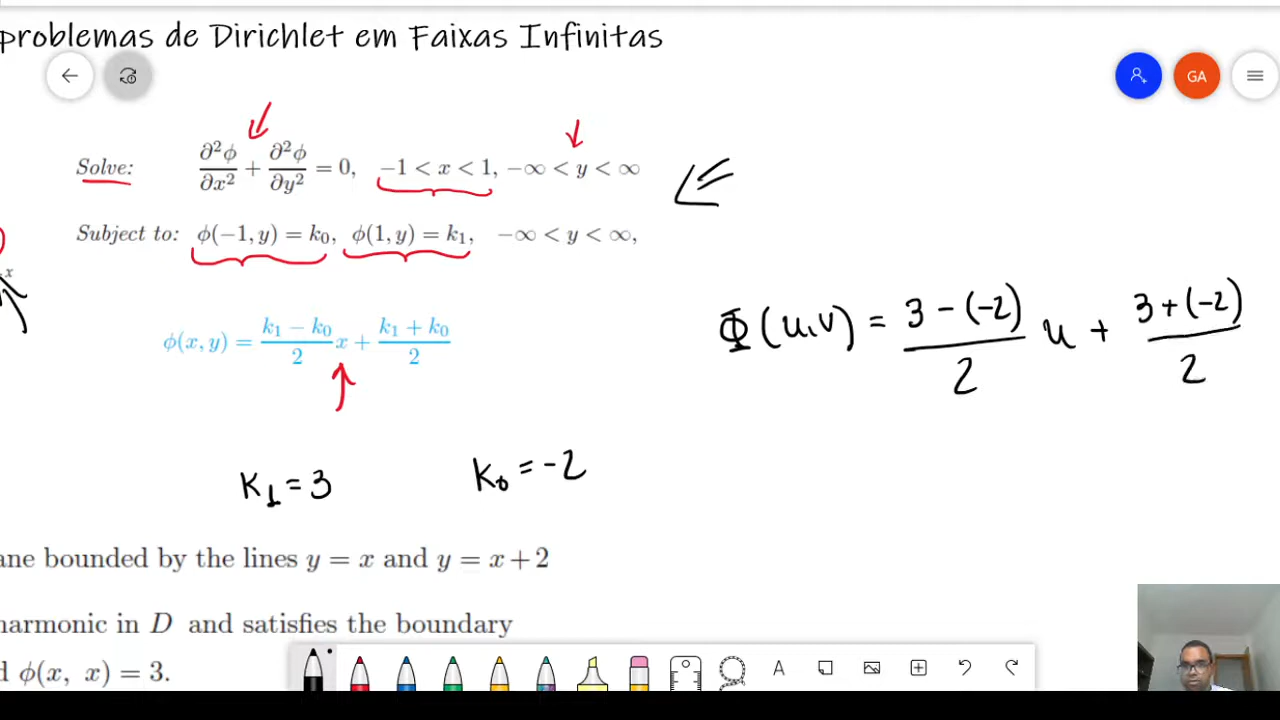 problemas de Dirichlet em Faixas Infinitas
GA
Solve: ∂²ϕ/∂x² + ∂²ϕ/∂y² = 0, −1 < x < 1, −∞ < y < ∞
Subject to: ϕ(−1, y) = k₀, ϕ(1, y) = k₁, −∞ < y < ∞,
x
ϕ(x, y) = (k₁ − k₀)/2 x + (k₁ + k₀)/2
Φ(u,v) = (3 − (−2))/2 u + (3 + (−2))/2
K₁ = 3
K₀ = −2
ane bounded by the lines y = x and y = x + 2
harmonic in D and satisfies the boundary
d ϕ(x, x) = 3.
A